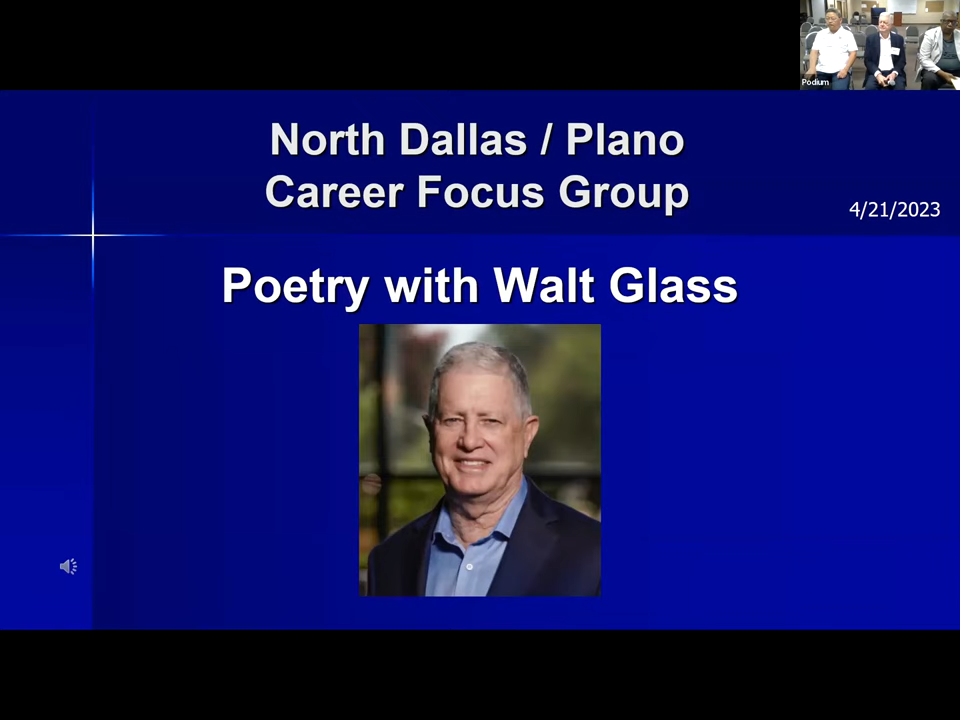 Podium
North Dallas / Plano
Career Focus Group
4/21/2023
Poetry with Walt Glass